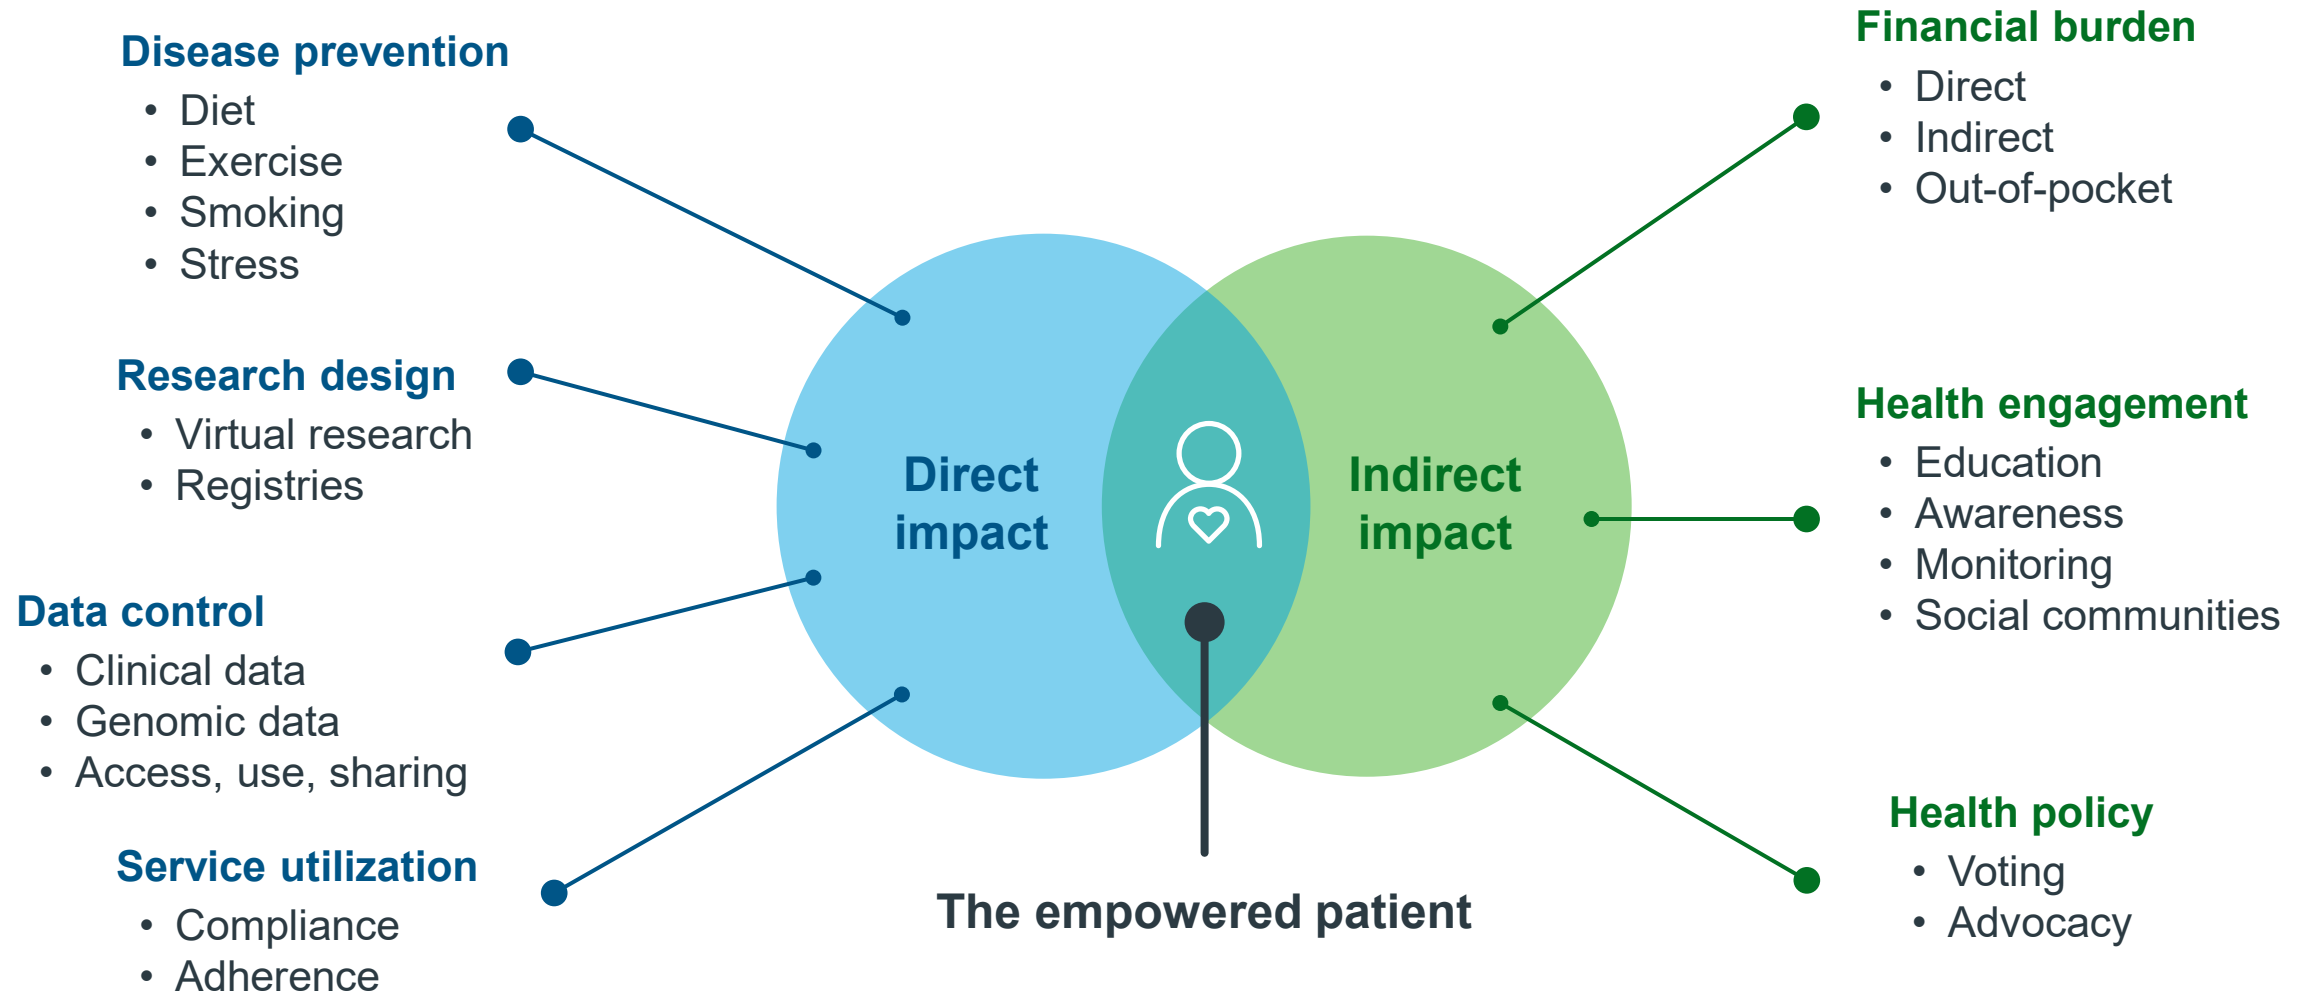 Disease prevention
• Diet
• Exercise
• Smoking
• Stress
Research design
• Virtual research
• Registries
Data control
• Clinical data
• Genomic data
• Access, use, sharing
Service utilization
• Compliance
• Adherence
Direct
impact
Indirect
impact
The empowered patient
Financial burden
• Direct
• Indirect
• Out-of-pocket
Health engagement
• Education
• Awareness
• Monitoring
• Social communities
Health policy
• Voting
• Advocacy